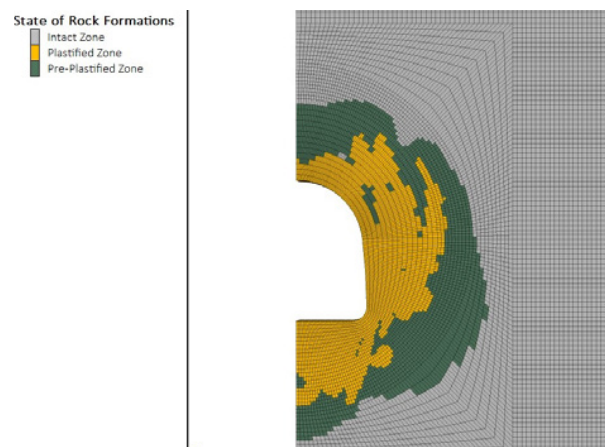 State of Rock Formations
Intact Zone
Plastified Zone
Pre-Plastified Zone